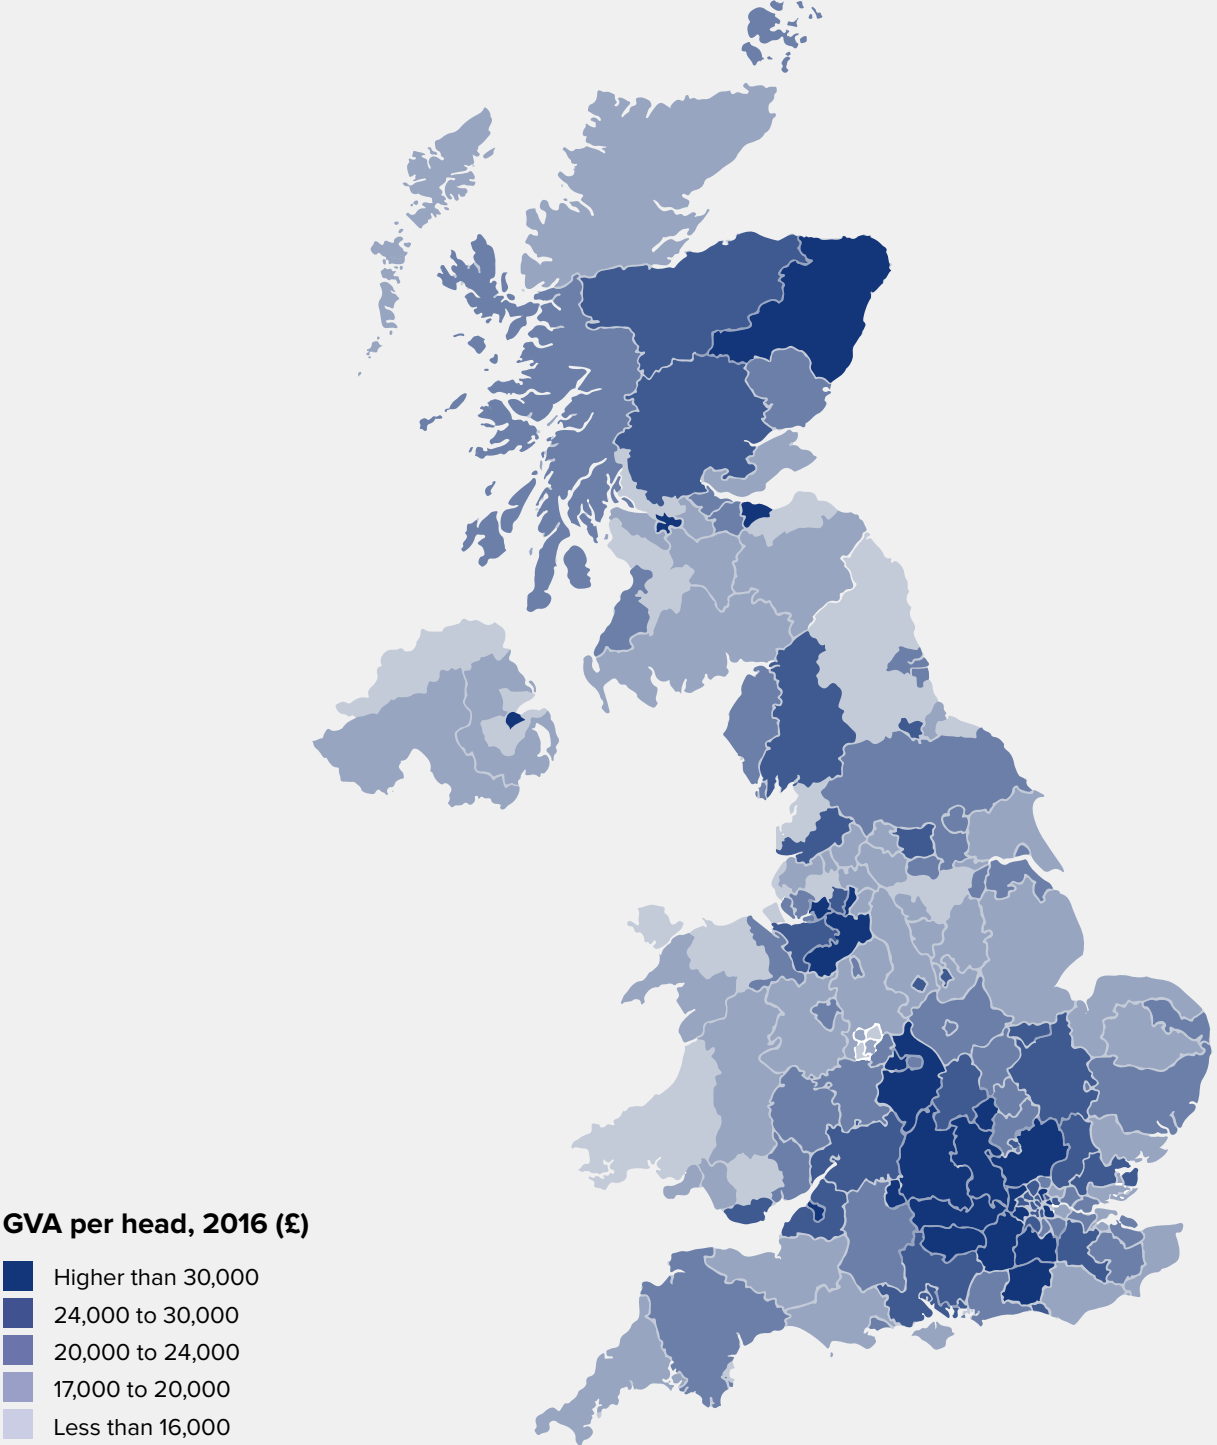 GVA per head, 2016 (£)
Higher than 30,000
24,000 to 30,000
20,000 to 24,000
17,000 to 20,000
Less than 16,000